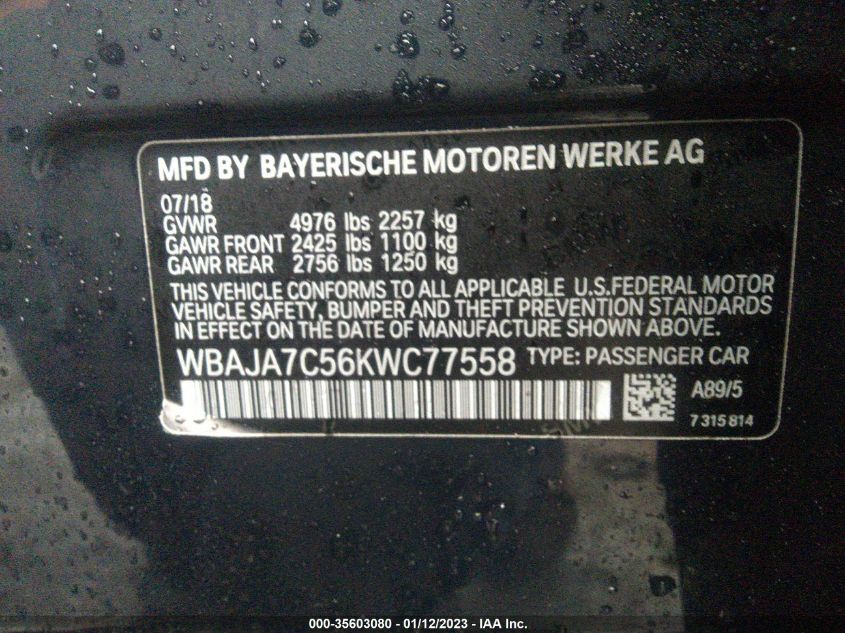 MFD BY BAYERISCHE MOTOREN WERKE AG
07/18
GVWR 4976 lbs 2257 kg
GAWR FRONT 2425 lbs 1100 kg
GAWR REAR 2756 lbs 1250 kg
THIS VEHICLE CONFORMS TO ALL APPLICABLE U.S.FEDERAL MOTOR
VEHICLE SAFETY, BUMPER AND THEFT PREVENTION STANDARDS
IN EFFECT ON THE DATE OF MANUFACTURE SHOWN ABOVE.
WBAJA7C56KWC77558 TYPE: PASSENGER CAR
A89/5
7 315 814
000-35603080 - 01/12/2023 - IAA Inc.